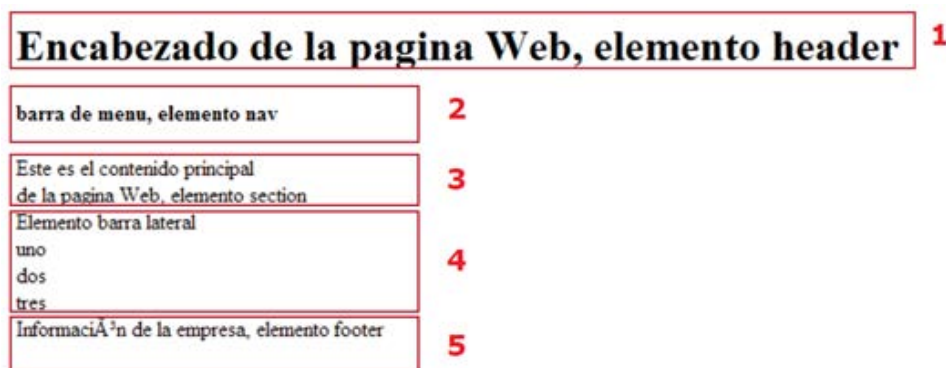 Encabezado de la pagina Web, elemento header 1
barra de menu, elemento nav 2
Este es el contenido principal
de la pagina Web, elemento section 3
Elemento barra lateral
uno
dos
tres 4
InformaciÃ³n de la empresa, elemento footer 5